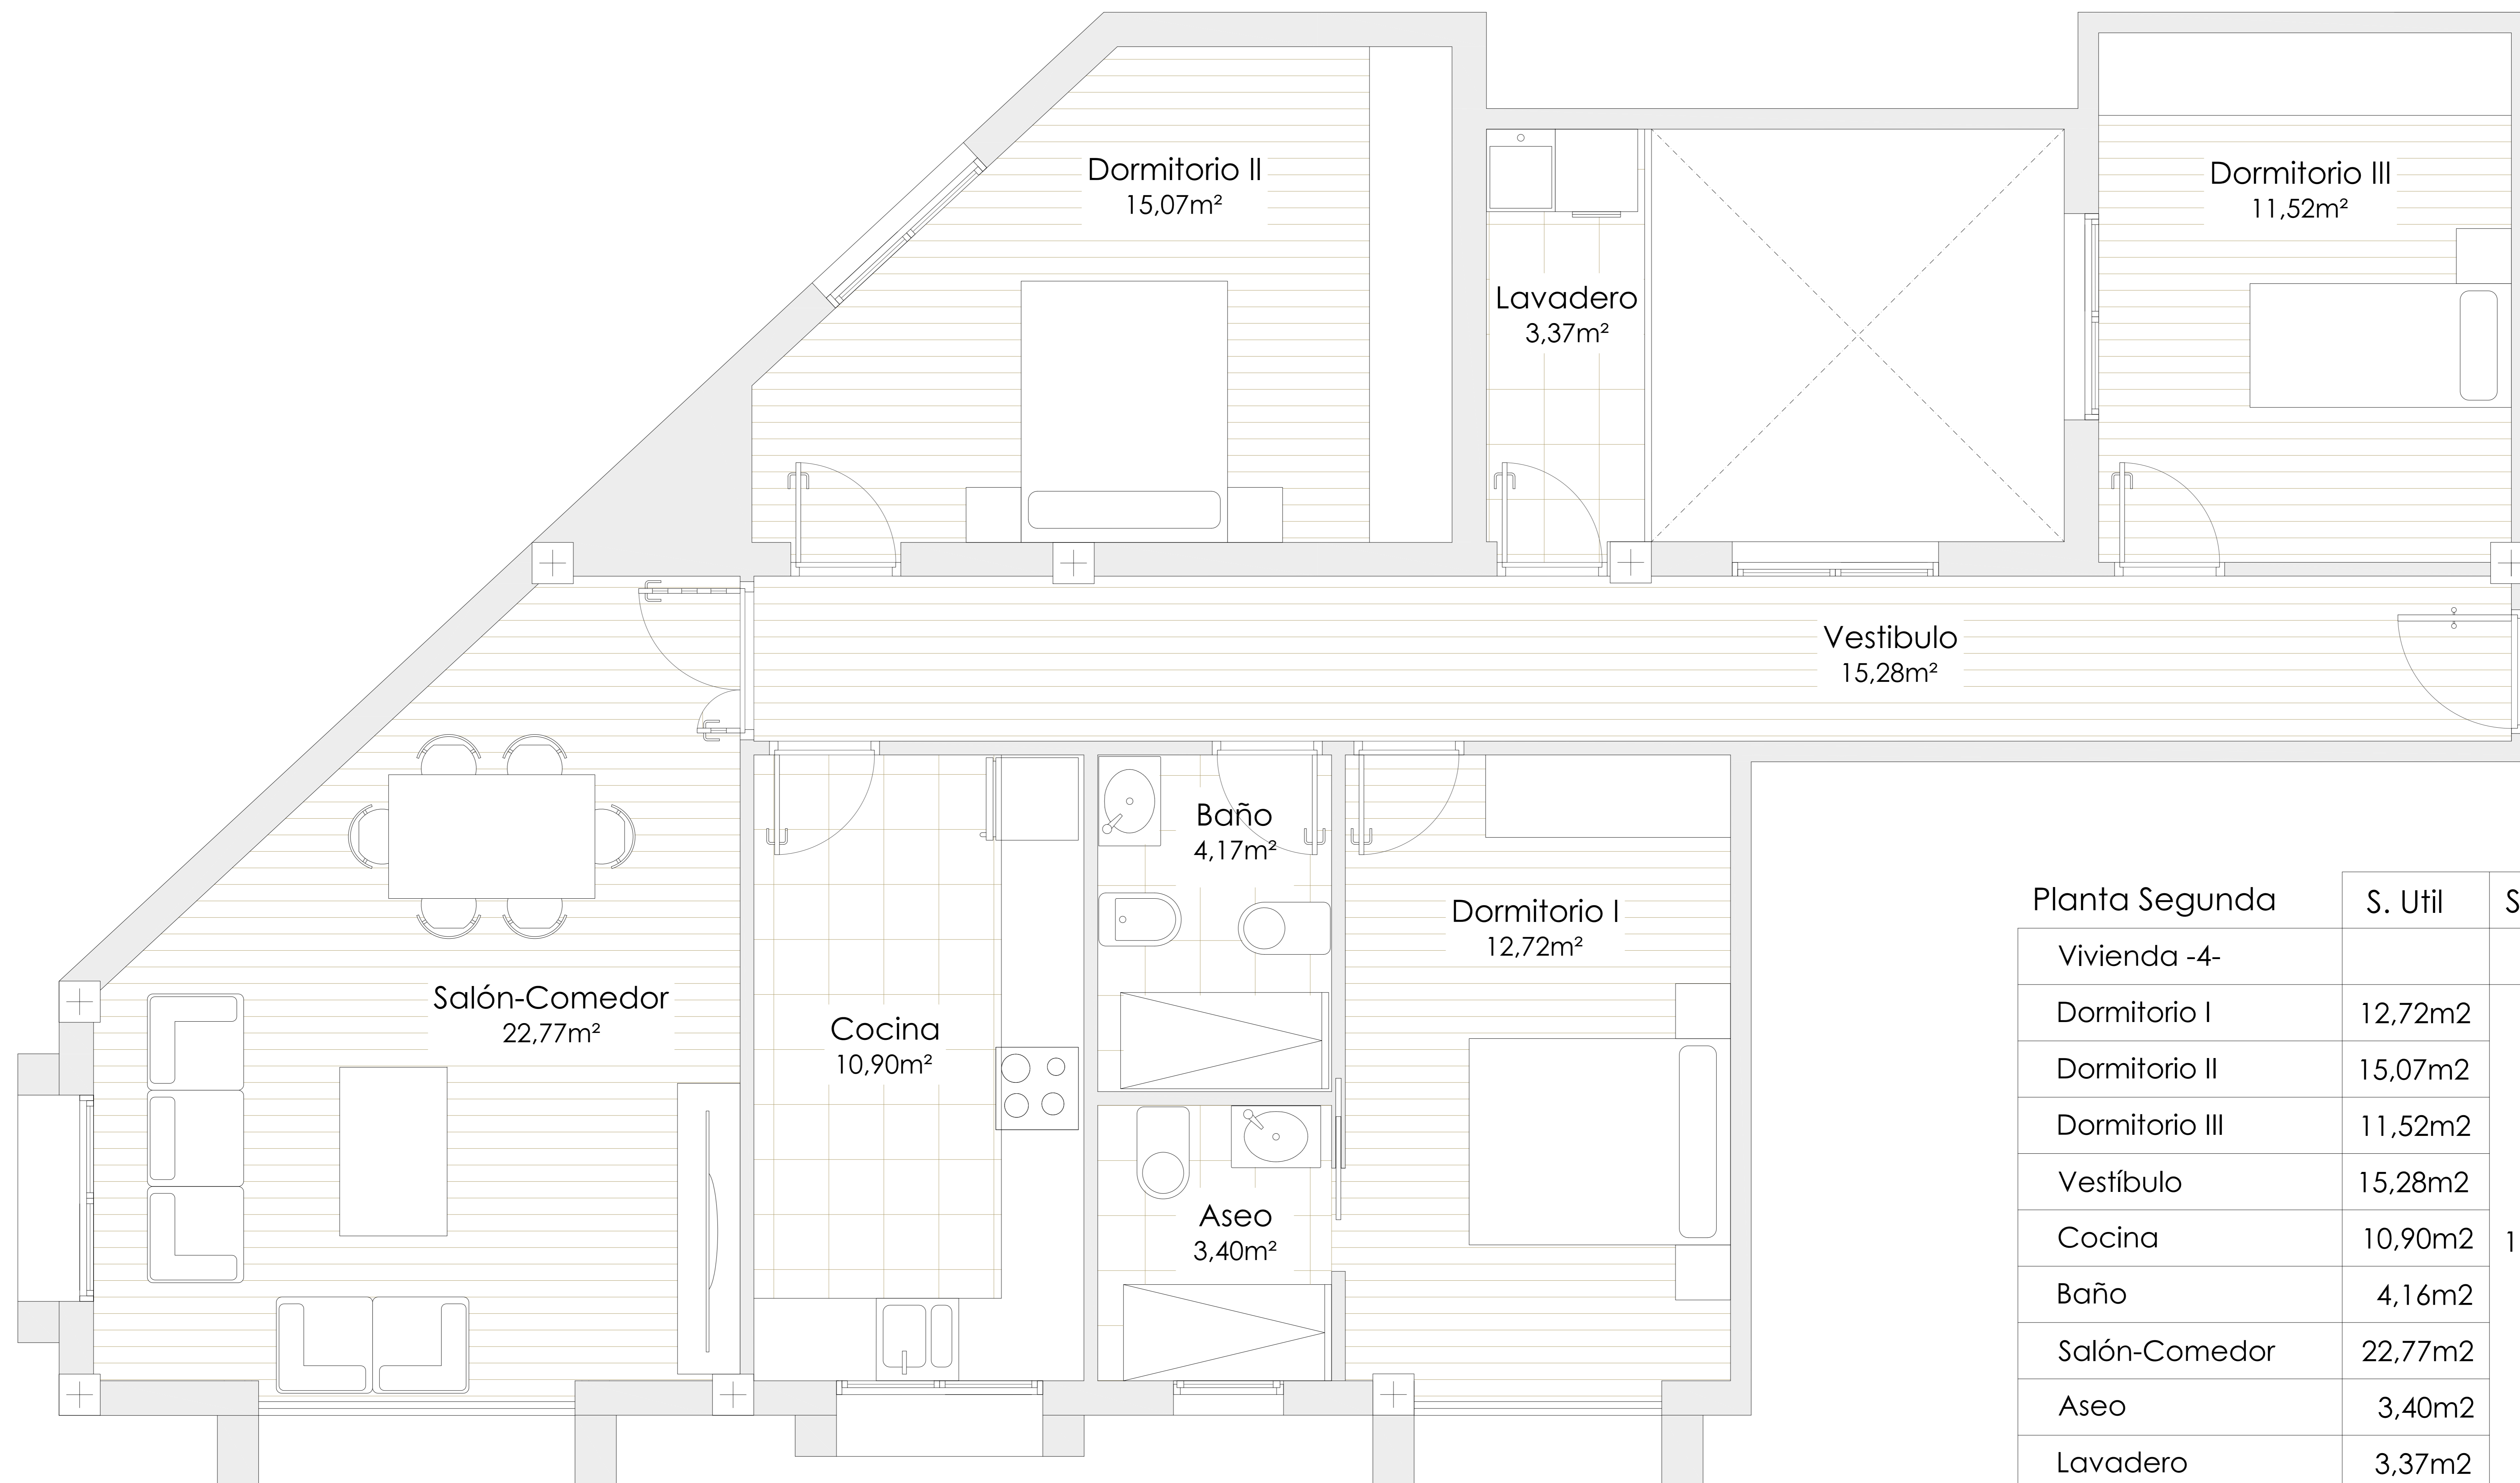 Dormitorio II
15,07m²
Dormitorio III
11,52m²
Lavadero
3,37m²
Vestibulo
15,28m²
Baño
4,17m²
Dormitorio I
12,72m²
Salón-Comedor
22,77m²
Cocina
10,90m²
Aseo
3,40m²
Planta Segunda S. Util S
Vivienda -4-
Dormitorio I 12,72m2
Dormitorio II 15,07m2
Dormitorio III 11,52m2
Vestíbulo 15,28m2
Cocina 10,90m2 1
Baño 4,16m2
Salón-Comedor 22,77m2
Aseo 3,40m2
Lavadero 3,37m2